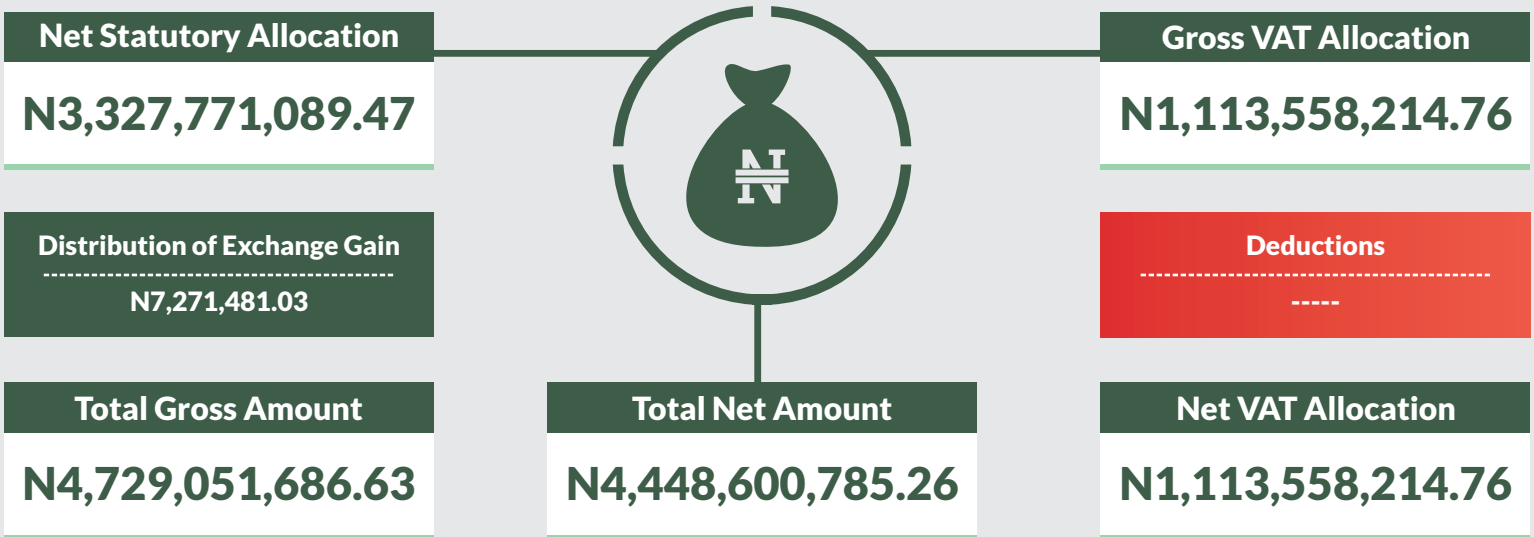 Net Statutory Allocation
N3,327,771,089.47
Gross VAT Allocation
N1,113,558,214.76
₦
Distribution of Exchange Gain
N7,271,481.03
Deductions
-----
Total Gross Amount
N4,729,051,686.63
Total Net Amount
N4,448,600,785.26
Net VAT Allocation
N1,113,558,214.76